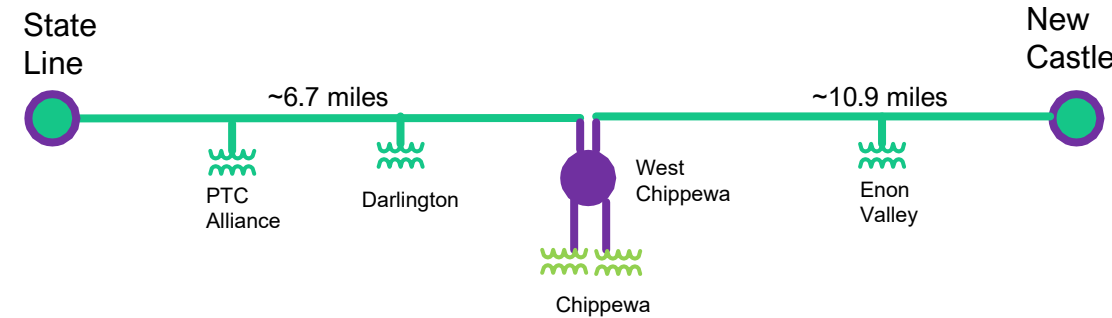 State
Line
New
Castle
~6.7 miles
~10.9 miles
PTC
Alliance
Darlington
West
Chippewa
Enon
Valley
Chippewa